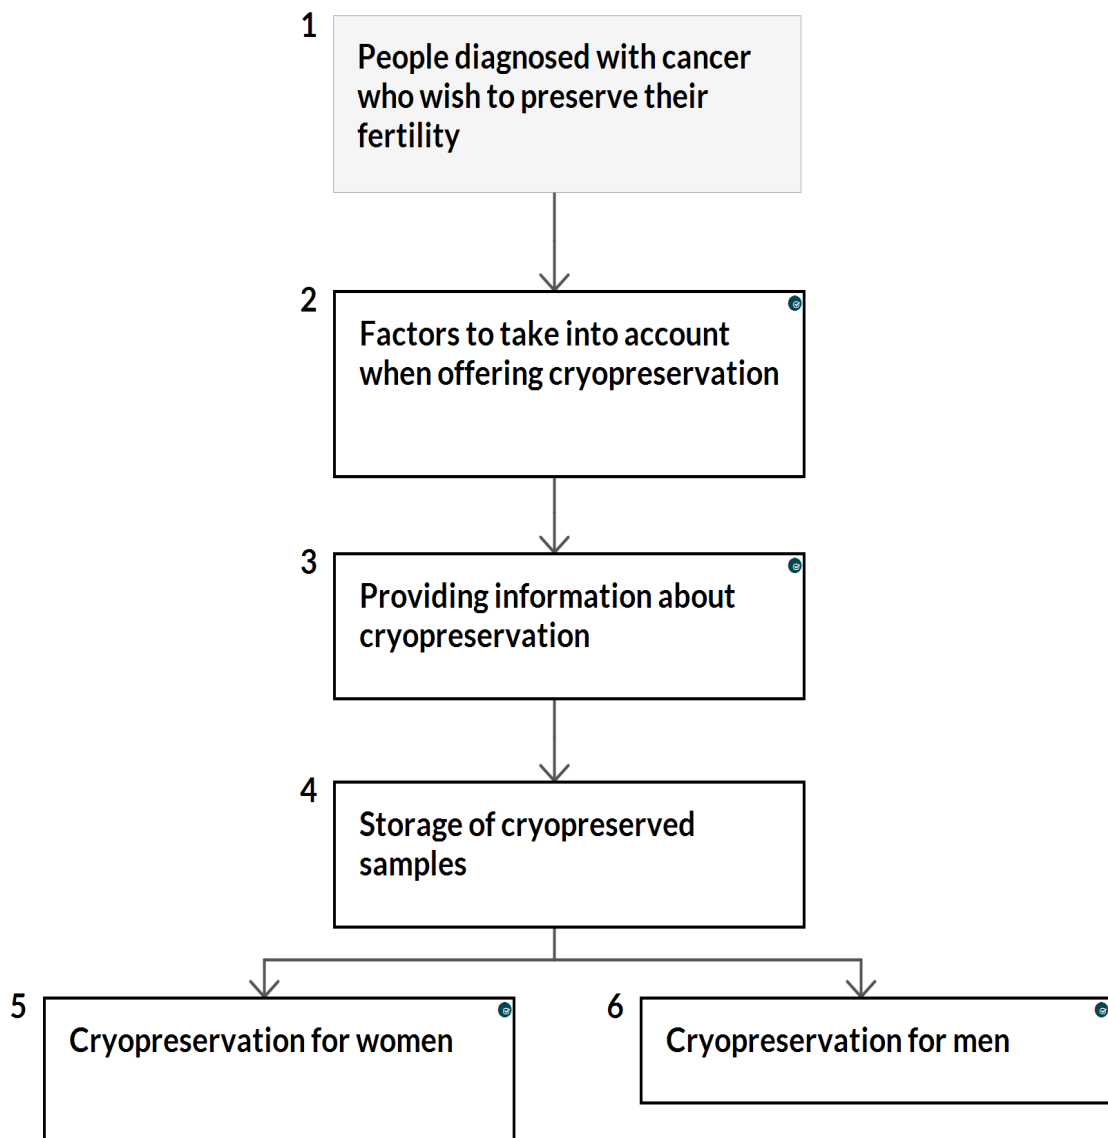 1
People diagnosed with cancer
who wish to preserve their
fertility
2
Factors to take into account
when offering cryopreservation
3
Providing information about
cryopreservation
4
Storage of cryopreserved
samples
5
Cryopreservation for women
6
Cryopreservation for men